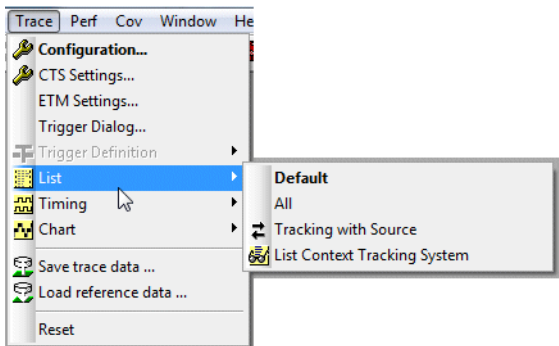 Trace Perf Cov Window He
Configuration...
CTS Settings...
ETM Settings...
Trigger Dialog...
Trigger Definition
List
Timing
Chart
Save trace data ...
Load reference data ...
Reset
Default
All
Tracking with Source
List Context Tracking System